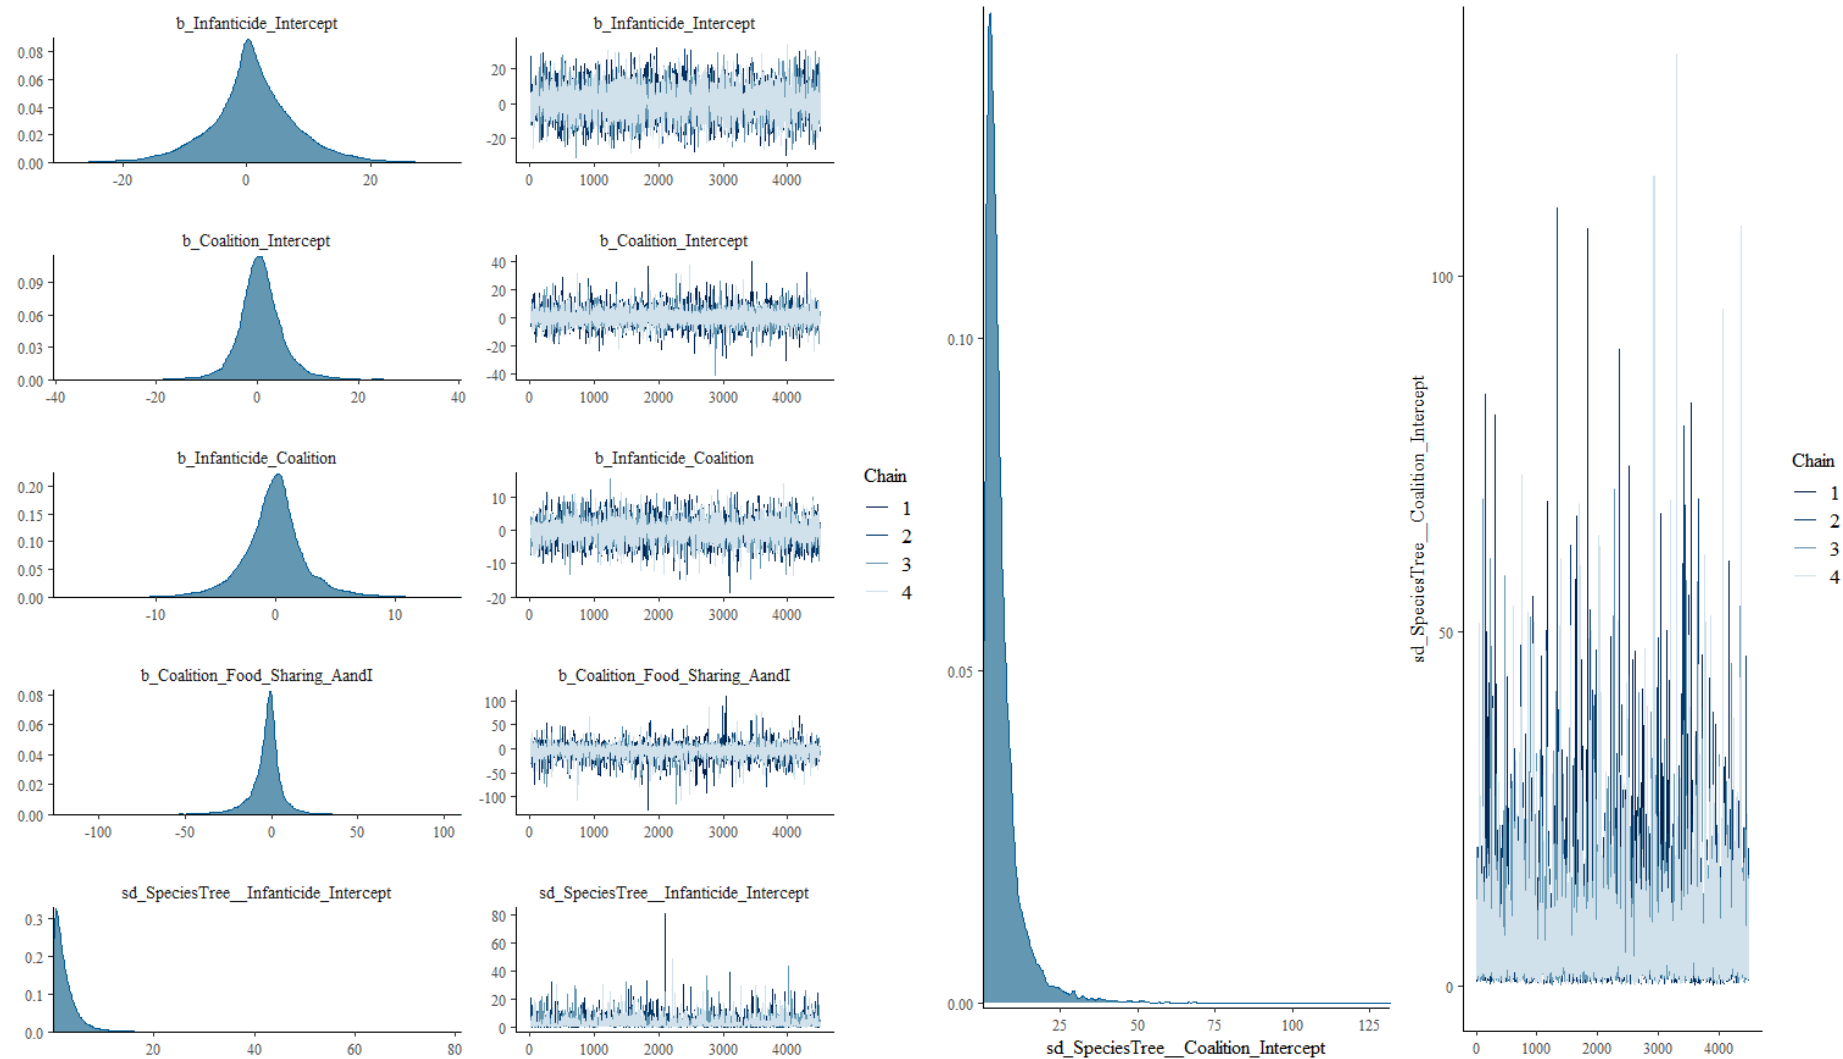 b_Infanticide_Intercept
b_Infanticide_Intercept
0.08
0.06
0.04
0.02
0.00
-20 0 20
20
0
-20
0 1000 2000 3000 4000
b_Coalition_Intercept
b_Coalition_Intercept
0.09
0.06
0.03
0.00
-40 -20 0 20 40
40
20
0
-20
-40
0 1000 2000 3000 4000
b_Infanticide_Coalition
b_Infanticide_Coalition
0.20
0.15
0.10
0.05
0.00
-10 0 10
10
0
-10
-20
0 1000 2000 3000 4000
b_Coalition_Food_Sharing_AandI
b_Coalition_Food_Sharing_AandI
0.08
0.06
0.04
0.02
0.00
-100 -50 0 50 100
100
50
0
-50
-100
0 1000 2000 3000 4000
sd_SpeciesTree__Infanticide_Intercept
sd_SpeciesTree__Infanticide_Intercept
0.3
0.2
0.1
0.0
20 40 60 80
80
60
40
20
0
0 1000 2000 3000 4000
Chain
1
2
3
4
0.10
0.05
0.00
25 50 75 100 125
sd_SpeciesTree__Coalition_Intercept
sd_SpeciesTree__Coalition_Intercept
100
50
0
0 1000 2000 3000 4000
Chain
1
2
3
4